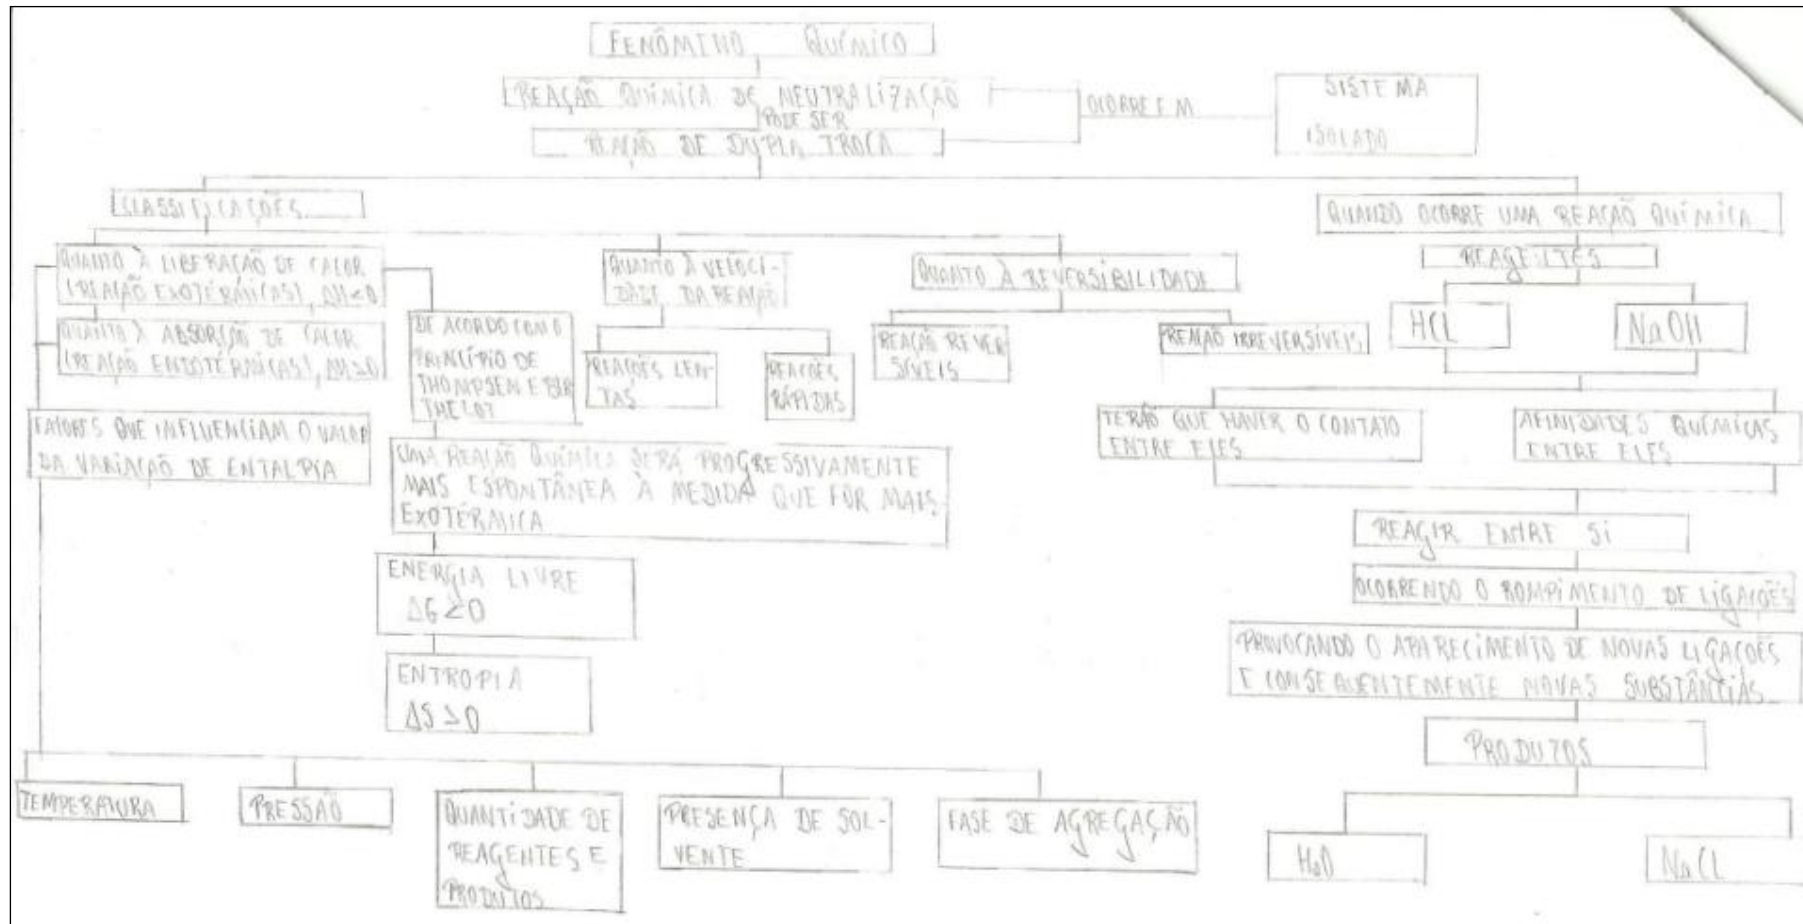 FENÔMENO QUÍMICO
REAÇÃO QUÍMICA DE NEUTRALIZAÇÃO
PODE SER
REAÇÃO DE DUPLA TROCA
OCORRE EM
SISTEMA
ISOLADO
CLASSIFICAÇÕES
QUANTO À LIBERAÇÃO DE CALOR
(REAÇÃO EXOTÉRMICAS), ΔH<0
QUANTO À ABSORÇÃO DE CALOR
(REAÇÃO ENDOTÉRMICAS), ΔH>0
FATORES QUE INFLUENCIAM O VALOR
DA VARIAÇÃO DE ENTALPIA
DE ACORDO COM O
PRINCÍPIO DE
THOMPSEN E BER
THELOT
UMA REAÇÃO QUÍMICA SERÁ PROGRESSIVAMENTE
MAIS ESPONTÂNEA À MEDIDA QUE FOR MAIS
EXOTÉRMICA
ENERGIA LIVRE
ΔG<0
ENTROPIA
ΔS>0
QUANTO À VELOCI-
DADE DA REAÇÃO
REAÇÕES LEN-
TAS
REAÇÕES
RÁPIDAS
QUANTO À REVERSIBILIDADE
REAÇÃO REVER
SÍVEIS
REAÇÃO IRREVERSÍVEIS
TEMPERATURA
PRESSÃO
QUANTIDADE DE
REAGENTES E
PRODUTOS
PRESENÇA DE SOL-
VENTE
FASE DE AGREGAÇÃO
QUANDO OCORRE UMA REAÇÃO QUÍMICA
REAGENTES
HCL
NaOH
TERÃO QUE HAVER O CONTATO
ENTRE ELES
AFINIDADES QUÍMICAS
ENTRE ELES
REAGIR ENTRE SI
OCORRENDO O ROMPIMENTO DE LIGAÇÕES
PROVOCANDO O APARECIMENTO DE NOVAS LIGAÇÕES
E CONSEQUENTEMENTE NOVAS SUBSTÂNCIAS
PRODUTOS
H₂O
NaCL